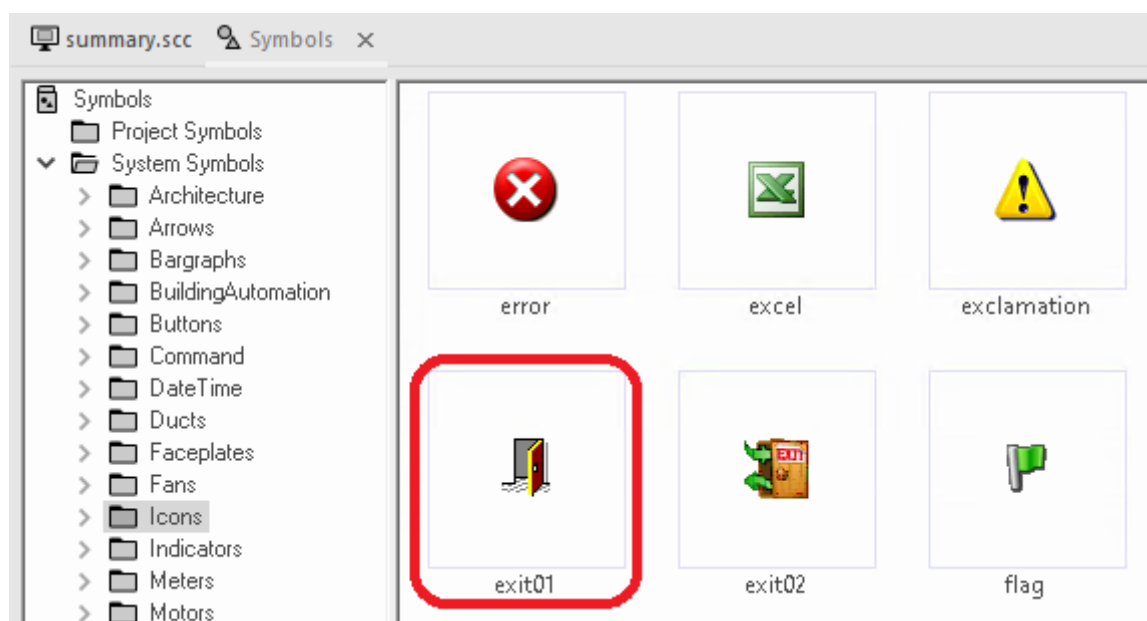 summary.scc Symbols
Symbols
Project Symbols
System Symbols
Architecture
Arrows
Bargraphs
BuildingAutomation
Buttons
Command
DateTime
Ducts
Faceplates
Fans
Icons
Indicators
Meters
Motors
error excel exclamation
EXIT
exit01 exit02 flag